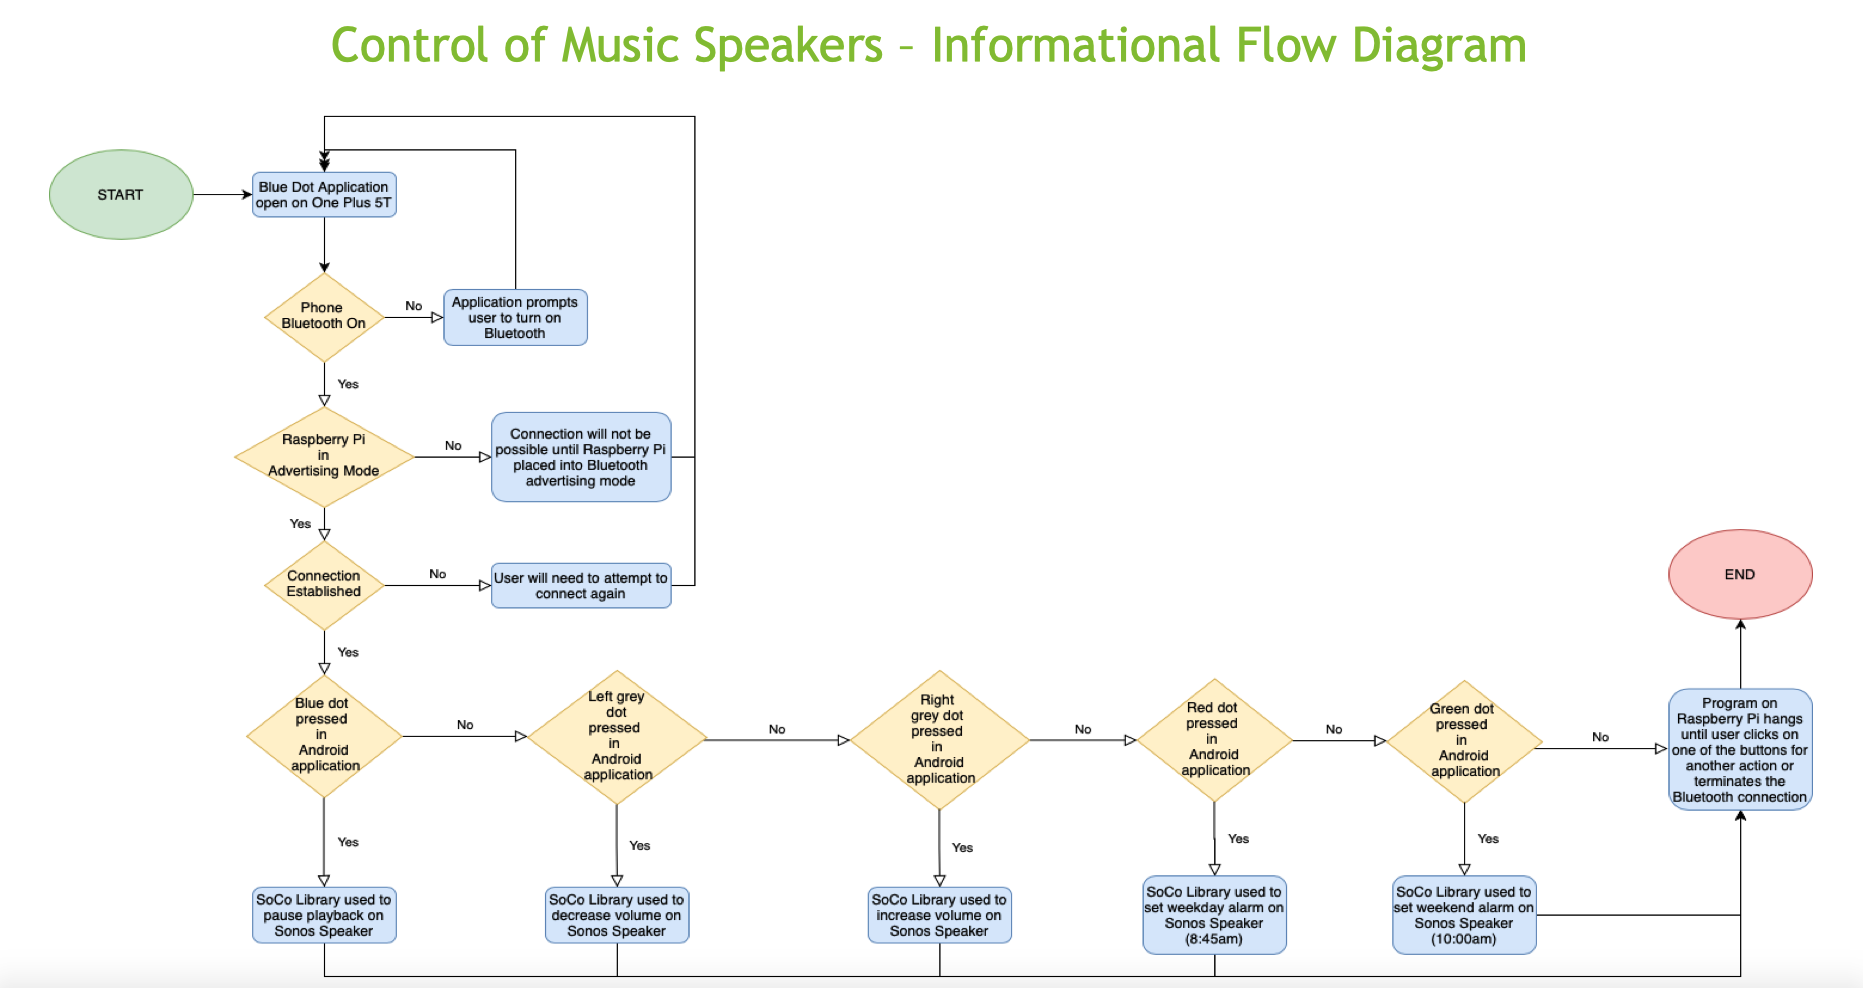 Control of Music Speakers – Informational Flow Diagram
START
Blue Dot Application
open on One Plus 5T
Phone
Bluetooth On
No
Application prompts
user to turn on
Bluetooth
Yes
Raspberry Pi
in
Advertising Mode
No
Connection will not be
possible until Raspberry Pi
placed into Bluetooth
advertising mode
Yes
Connection
Established
No
User will need to attempt to
connect again
Yes
Blue dot
pressed
in
Android
application
No
Left grey
dot
pressed
in
Android
application
No
Right
grey dot
pressed
in
Android
application
No
Red dot
pressed
in
Android
application
No
Green dot
pressed
in
Android
application
No
Program on
Raspberry Pi hangs
until user clicks on
one of the buttons for
another action or
terminates the
Bluetooth connection
END
Yes
Yes
Yes
Yes
Yes
SoCo Library used to
pause playback on
Sonos Speaker
SoCo Library used to
decrease volume on
Sonos Speaker
SoCo Library used to
increase volume on
Sonos Speaker
SoCo Library used to
set weekday alarm on
Sonos Speaker
(8:45am)
SoCo Library used to
set weekend alarm on
Sonos Speaker
(10:00am)